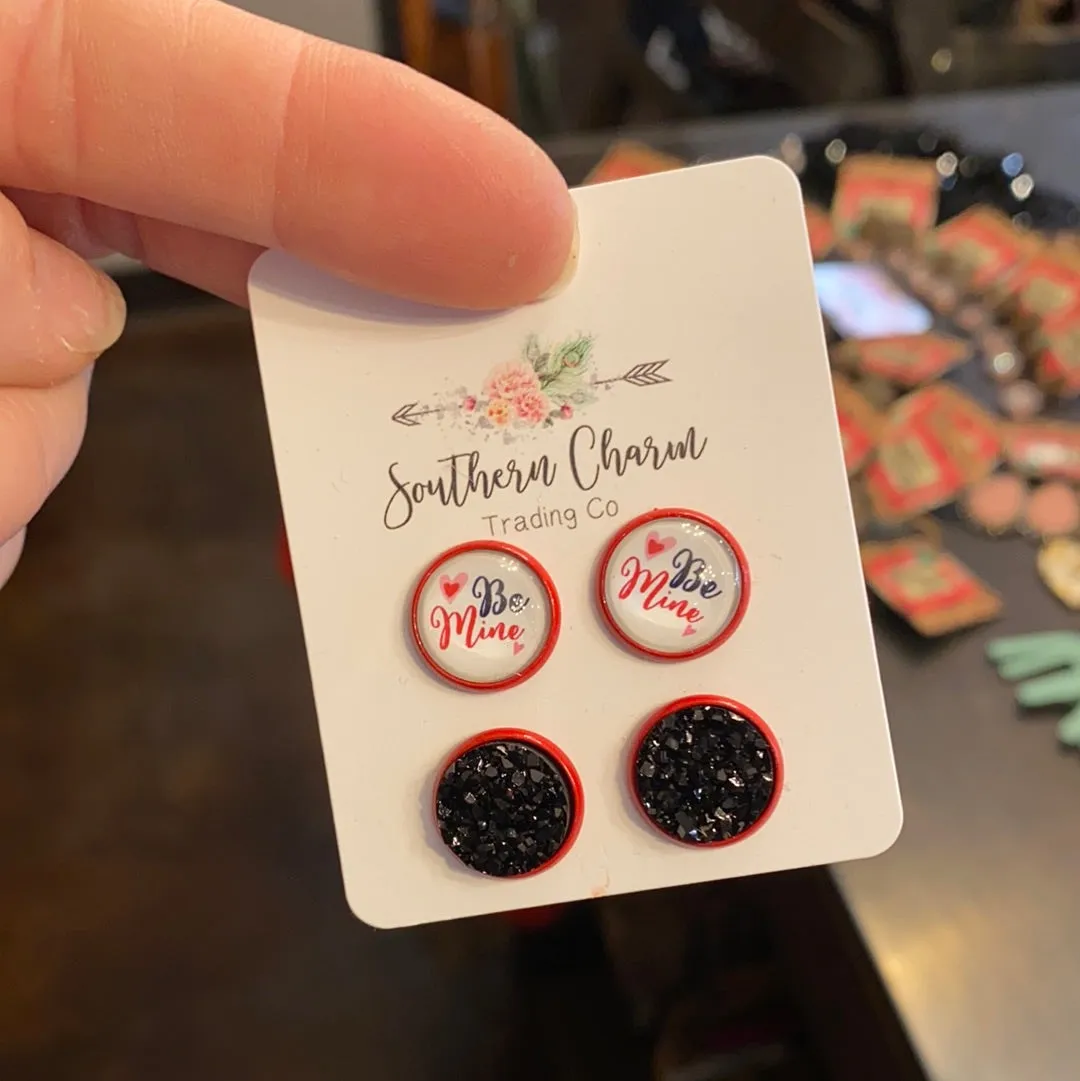 Southern Charm
Trading Co
Be
Mine
Be
Mine